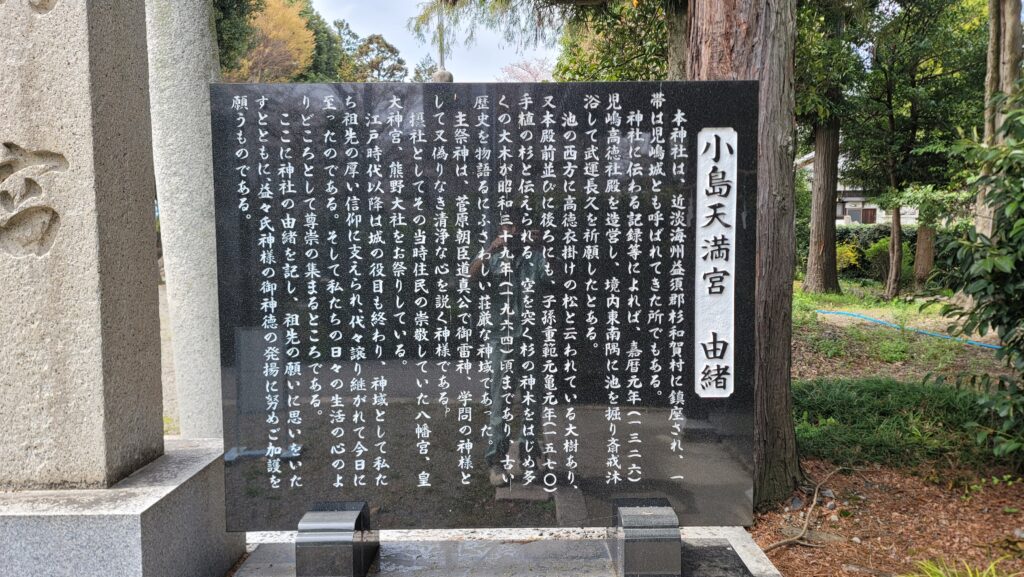 小島天満宮 由緒
本神社は、近淡海州益須郡杉和賀村に鎮座され、一
帯は児嶋城とも呼ばれてきた所でもある。
神社に伝わる記録等によれば、嘉暦元年(一三二六)
児嶋高徳社殿を造営し、境内東南隅に池を掘り斎戒沐
浴して武運長久を祈願したとある。
池の西方に高徳衣掛けの松と云われている大樹あり、
又本殿前並びに後ろにも、子孫重範元亀元年(一五七〇)
手植の杉と伝えられる、空を突く杉の神木をはじめ多
くの大木が昭和三十九年(一九六四)頃まであり、古い
歴史を物語るにふさわしい荘厳な神域であった。
主祭神は、菅原朝臣道真公で御雷神、学問の神様と
して又偽りなき清浄な心を説く神様である。
摂社としてその当時住民の崇敬していた八幡宮、皇
大神宮、熊野大社をお祭りしている。
江戸時代以降は城の役目も終わり、神域として私た
ち祖先の厚い信仰に支えられ代々譲り継がれて今日に
至ったのである。そして私たちの日々の生活の心のよ
りどころとして尊崇の集まるところである。
ここに神社の由緒を記し、祖先の願いに思いをいた
すとともに益々氏神様の御神徳の発揚に努めご加護を
願うものである。